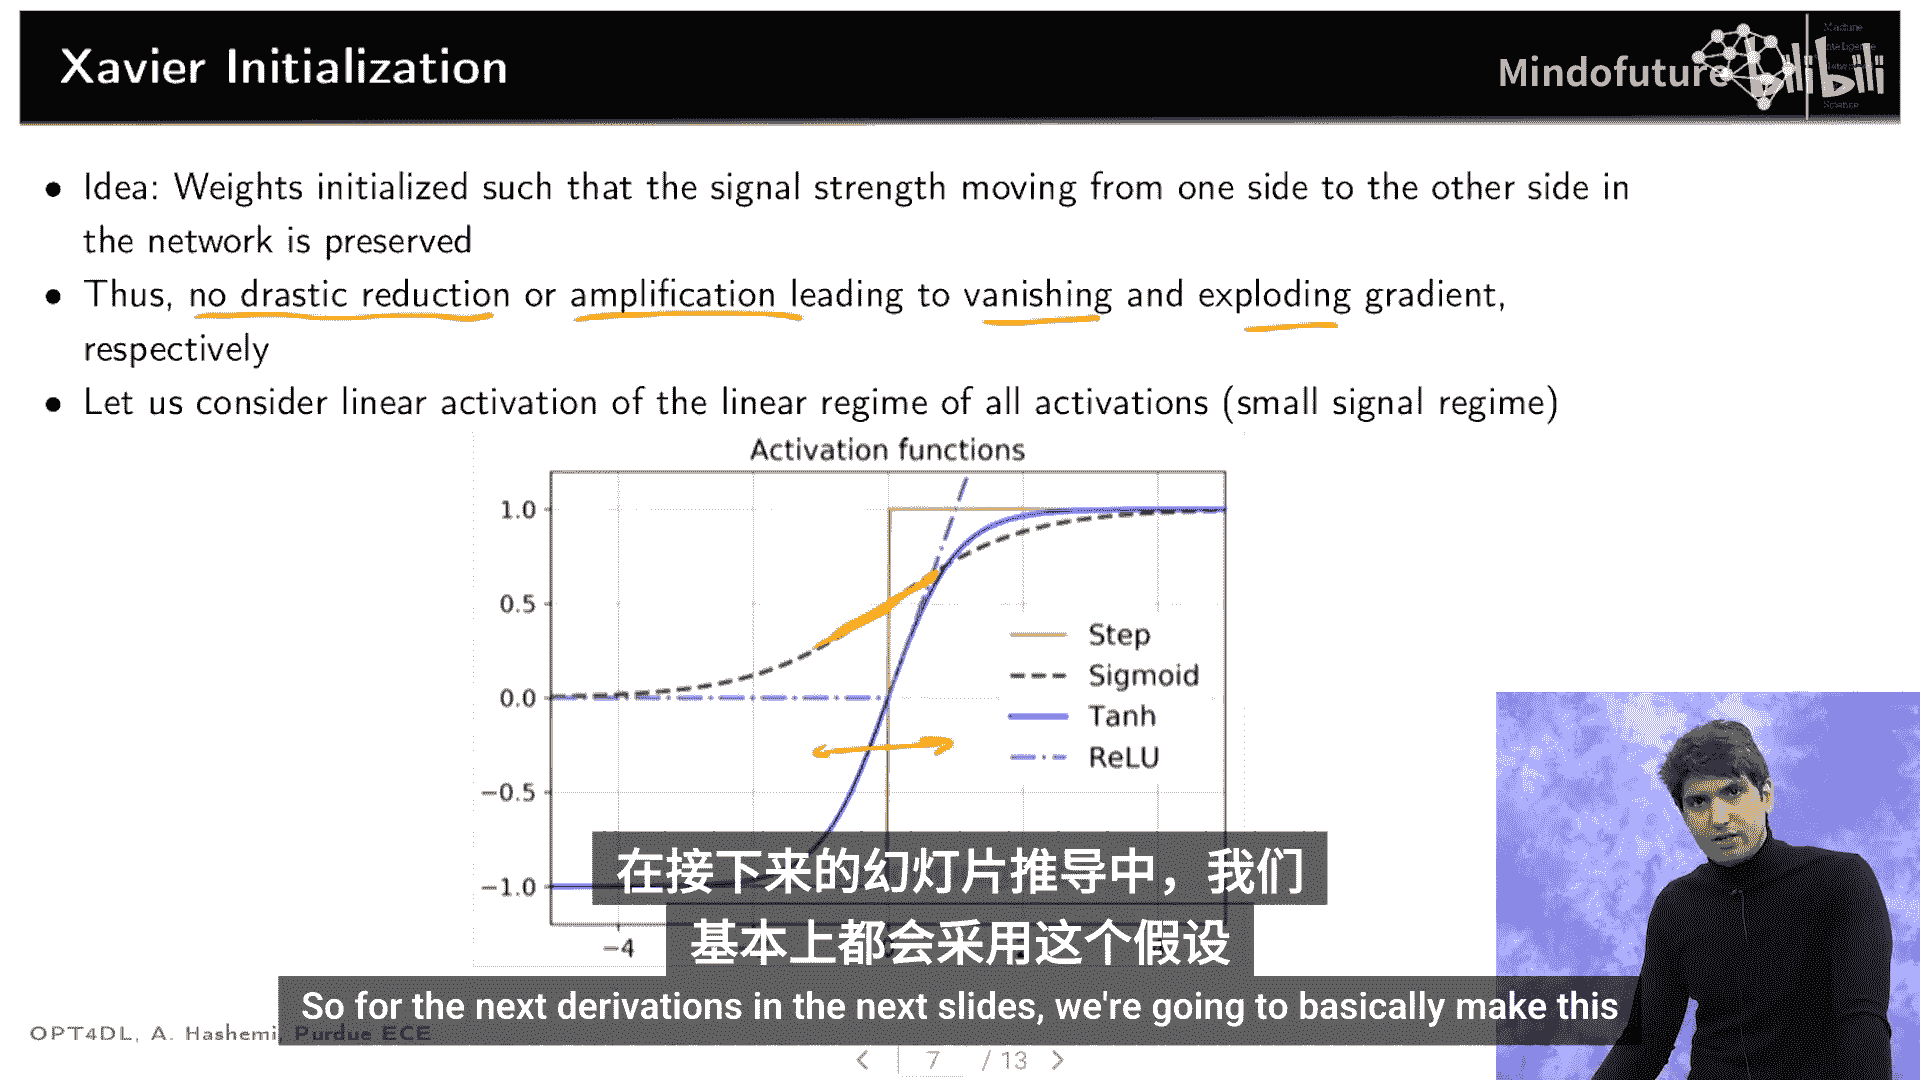 Xavier Initialization
Mindofuture
bilibili
Machine
Intelligence
Networks
Science
• Idea: Weights initialized such that the signal strength moving from one side to the other side in
the network is preserved
• Thus, no drastic reduction or amplification leading to vanishing and exploding gradient,
respectively
• Let us consider linear activation of the linear regime of all activations (small signal regime)
Activation functions
1.0
0.5
0.0
−0.5
−1.0
−4
Step
Sigmoid
Tanh
ReLU
在接下来的幻灯片推导中，我们
基本上都会采用这个假设
So for the next derivations in the next slides, we're going to basically make this
OPT4DL, A. Hashemi, Purdue ECE
7 / 13